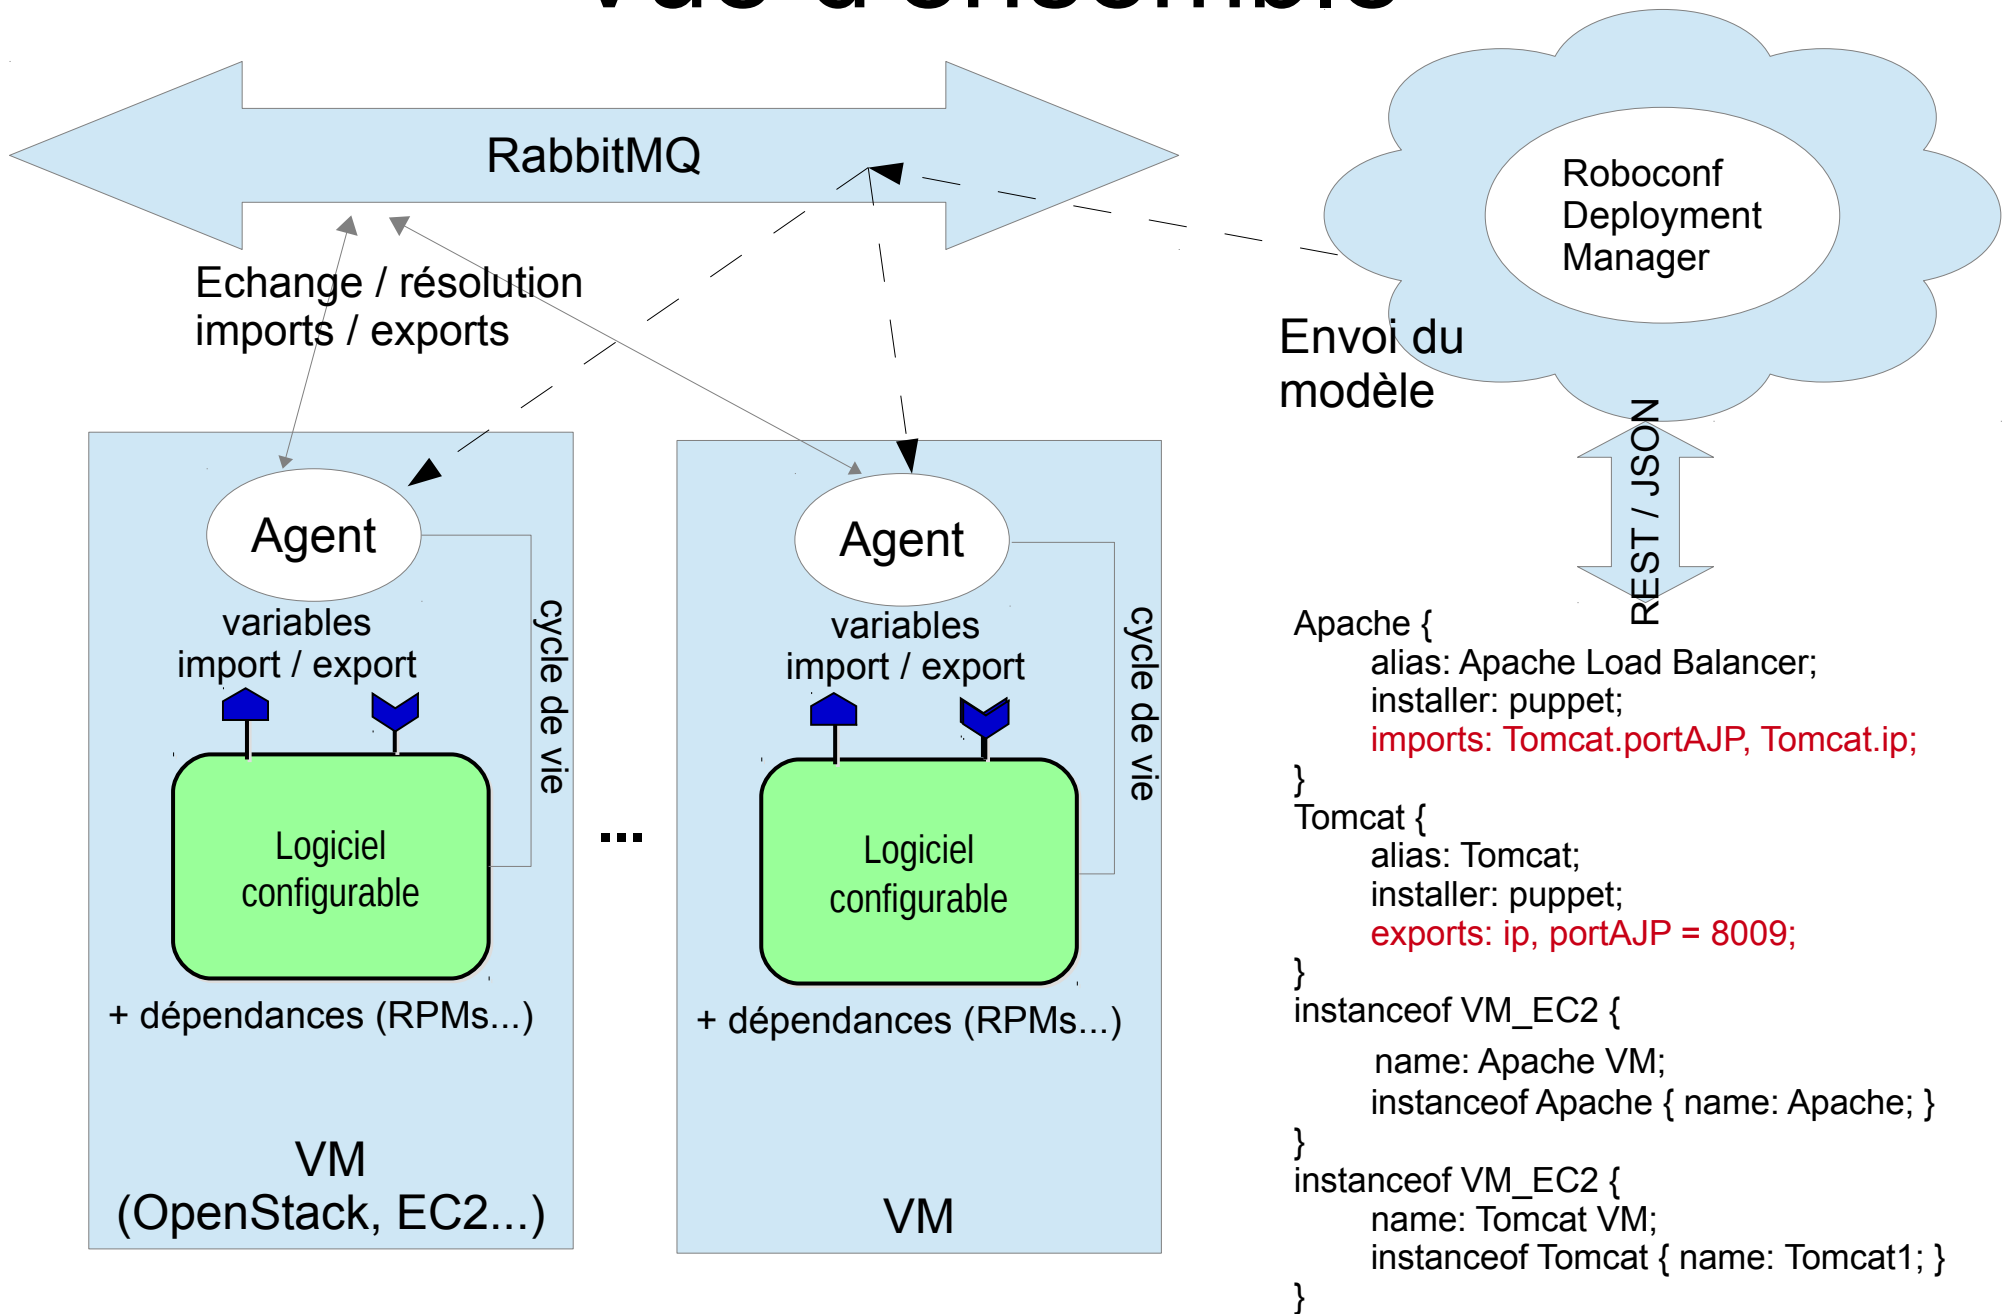 Vue d'ensemble
RabbitMQ
Roboconf
Deployment
Manager
Echange / résolution
imports / exports
Envoi du
modèle
REST / JSON
Agent
variables
import / export
cycle de vie
Logiciel
configurable
+ dépendances (RPMs...)
VM
(OpenStack, EC2...)
...
Agent
variables
import / export
cycle de vie
Logiciel
configurable
+ dépendances (RPMs...)
VM
Apache {
alias: Apache Load Balancer;
installer: puppet;
imports: Tomcat.portAJP, Tomcat.ip;
}
Tomcat {
alias: Tomcat;
installer: puppet;
exports: ip, portAJP = 8009;
}
instanceof VM_EC2 {
name: Apache VM;
instanceof Apache { name: Apache; }
}
instanceof VM_EC2 {
name: Tomcat VM;
instanceof Tomcat { name: Tomcat1; }
}